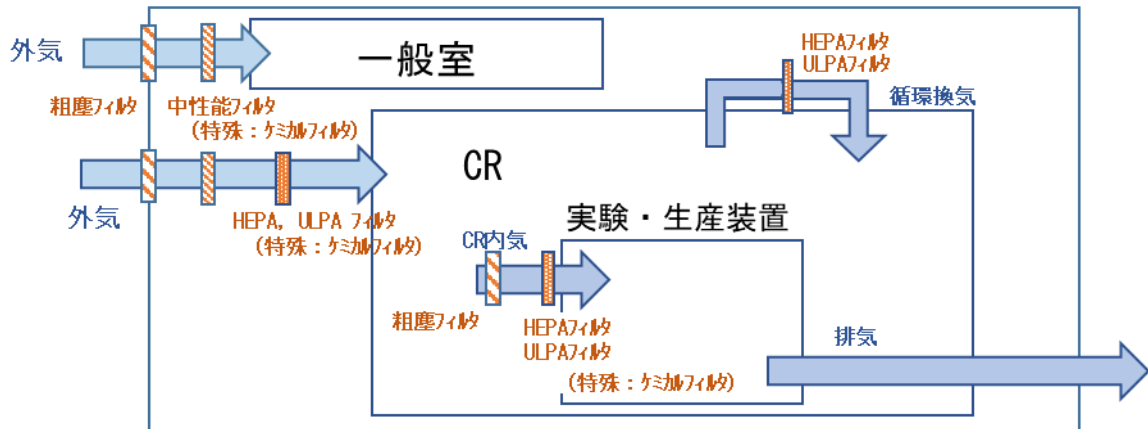 外気
一般室
粗塵フィルタ
中性能フィルタ
(特殊:ケミカルフィルタ)
HEPAフィルタ
ULPAフィルタ
循環換気
CR
外気
HEPA, ULPA フィルタ
(特殊:ケミカルフィルタ)
実験・生産装置
CR内気
粗塵フィルタ
HEPAフィルタ
ULPAフィルタ
(特殊:ケミカルフィルタ)
排気